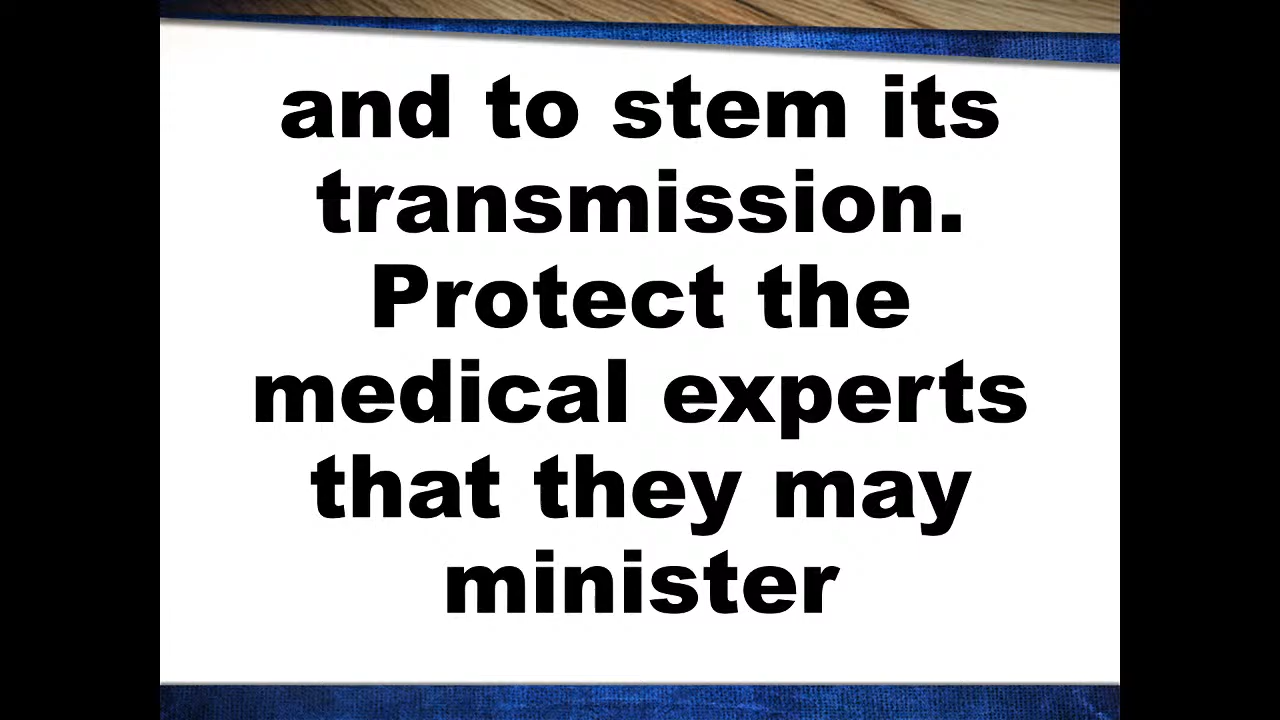 and to stem its
transmission.
Protect the
medical experts
that they may
minister